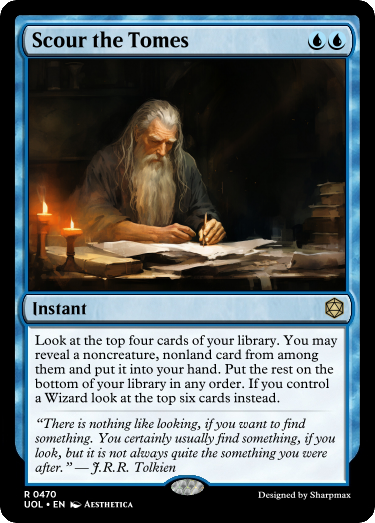 Scour the Tomes
Instant
Look at the top four cards of your library. You may
reveal a noncreature, nonland card from among
them and put it into your hand. Put the rest on the
bottom of your library in any order. If you control
a Wizard look at the top six cards instead.
“There is nothing like looking, if you want to find
something. You certainly usually find something, if you
look, but it is not always quite the something you were
after.” — J.R.R. Tolkien
R 0470
Designed by Sharpmax
UOL • EN AESTHETICA